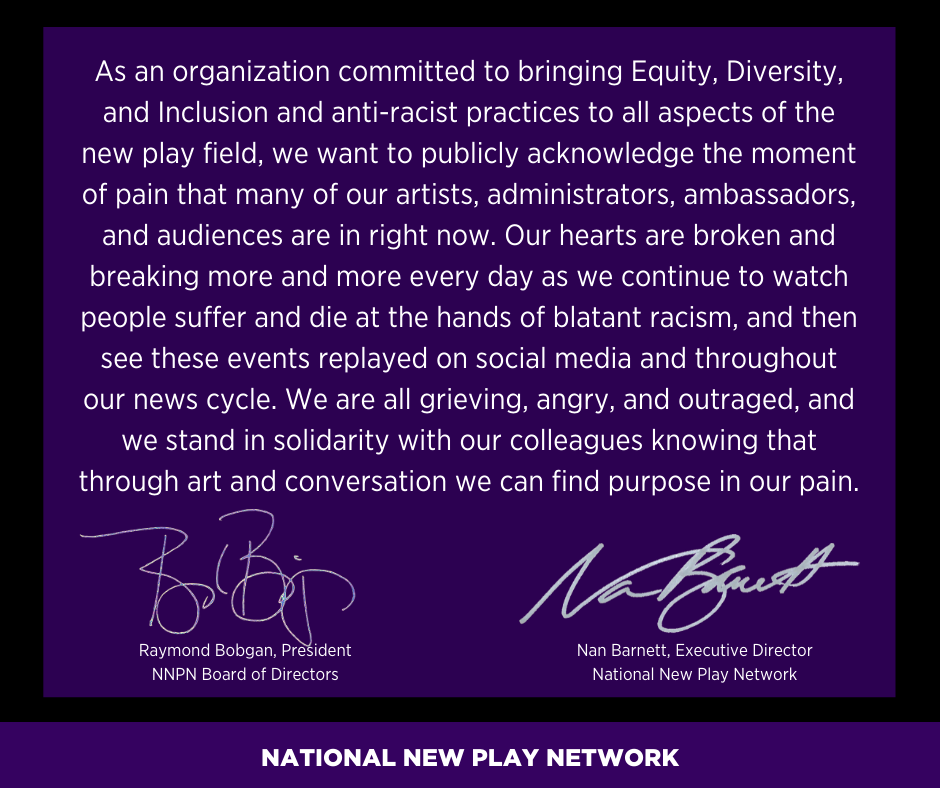 As an organization committed to bringing Equity, Diversity,
and Inclusion and anti-racist practices to all aspects of the
new play field, we want to publicly acknowledge the moment
of pain that many of our artists, administrators, ambassadors,
and audiences are in right now. Our hearts are broken and
breaking more and more every day as we continue to watch
people suffer and die at the hands of blatant racism, and then
see these events replayed on social media and throughout
our news cycle. We are all grieving, angry, and outraged, and
we stand in solidarity with our colleagues knowing that
through art and conversation we can find purpose in our pain.
Nan Barnett
Raymond Bobgan, President
NNPN Board of Directors
Nan Barnett, Executive Director
National New Play Network
NATIONAL NEW PLAY NETWORK